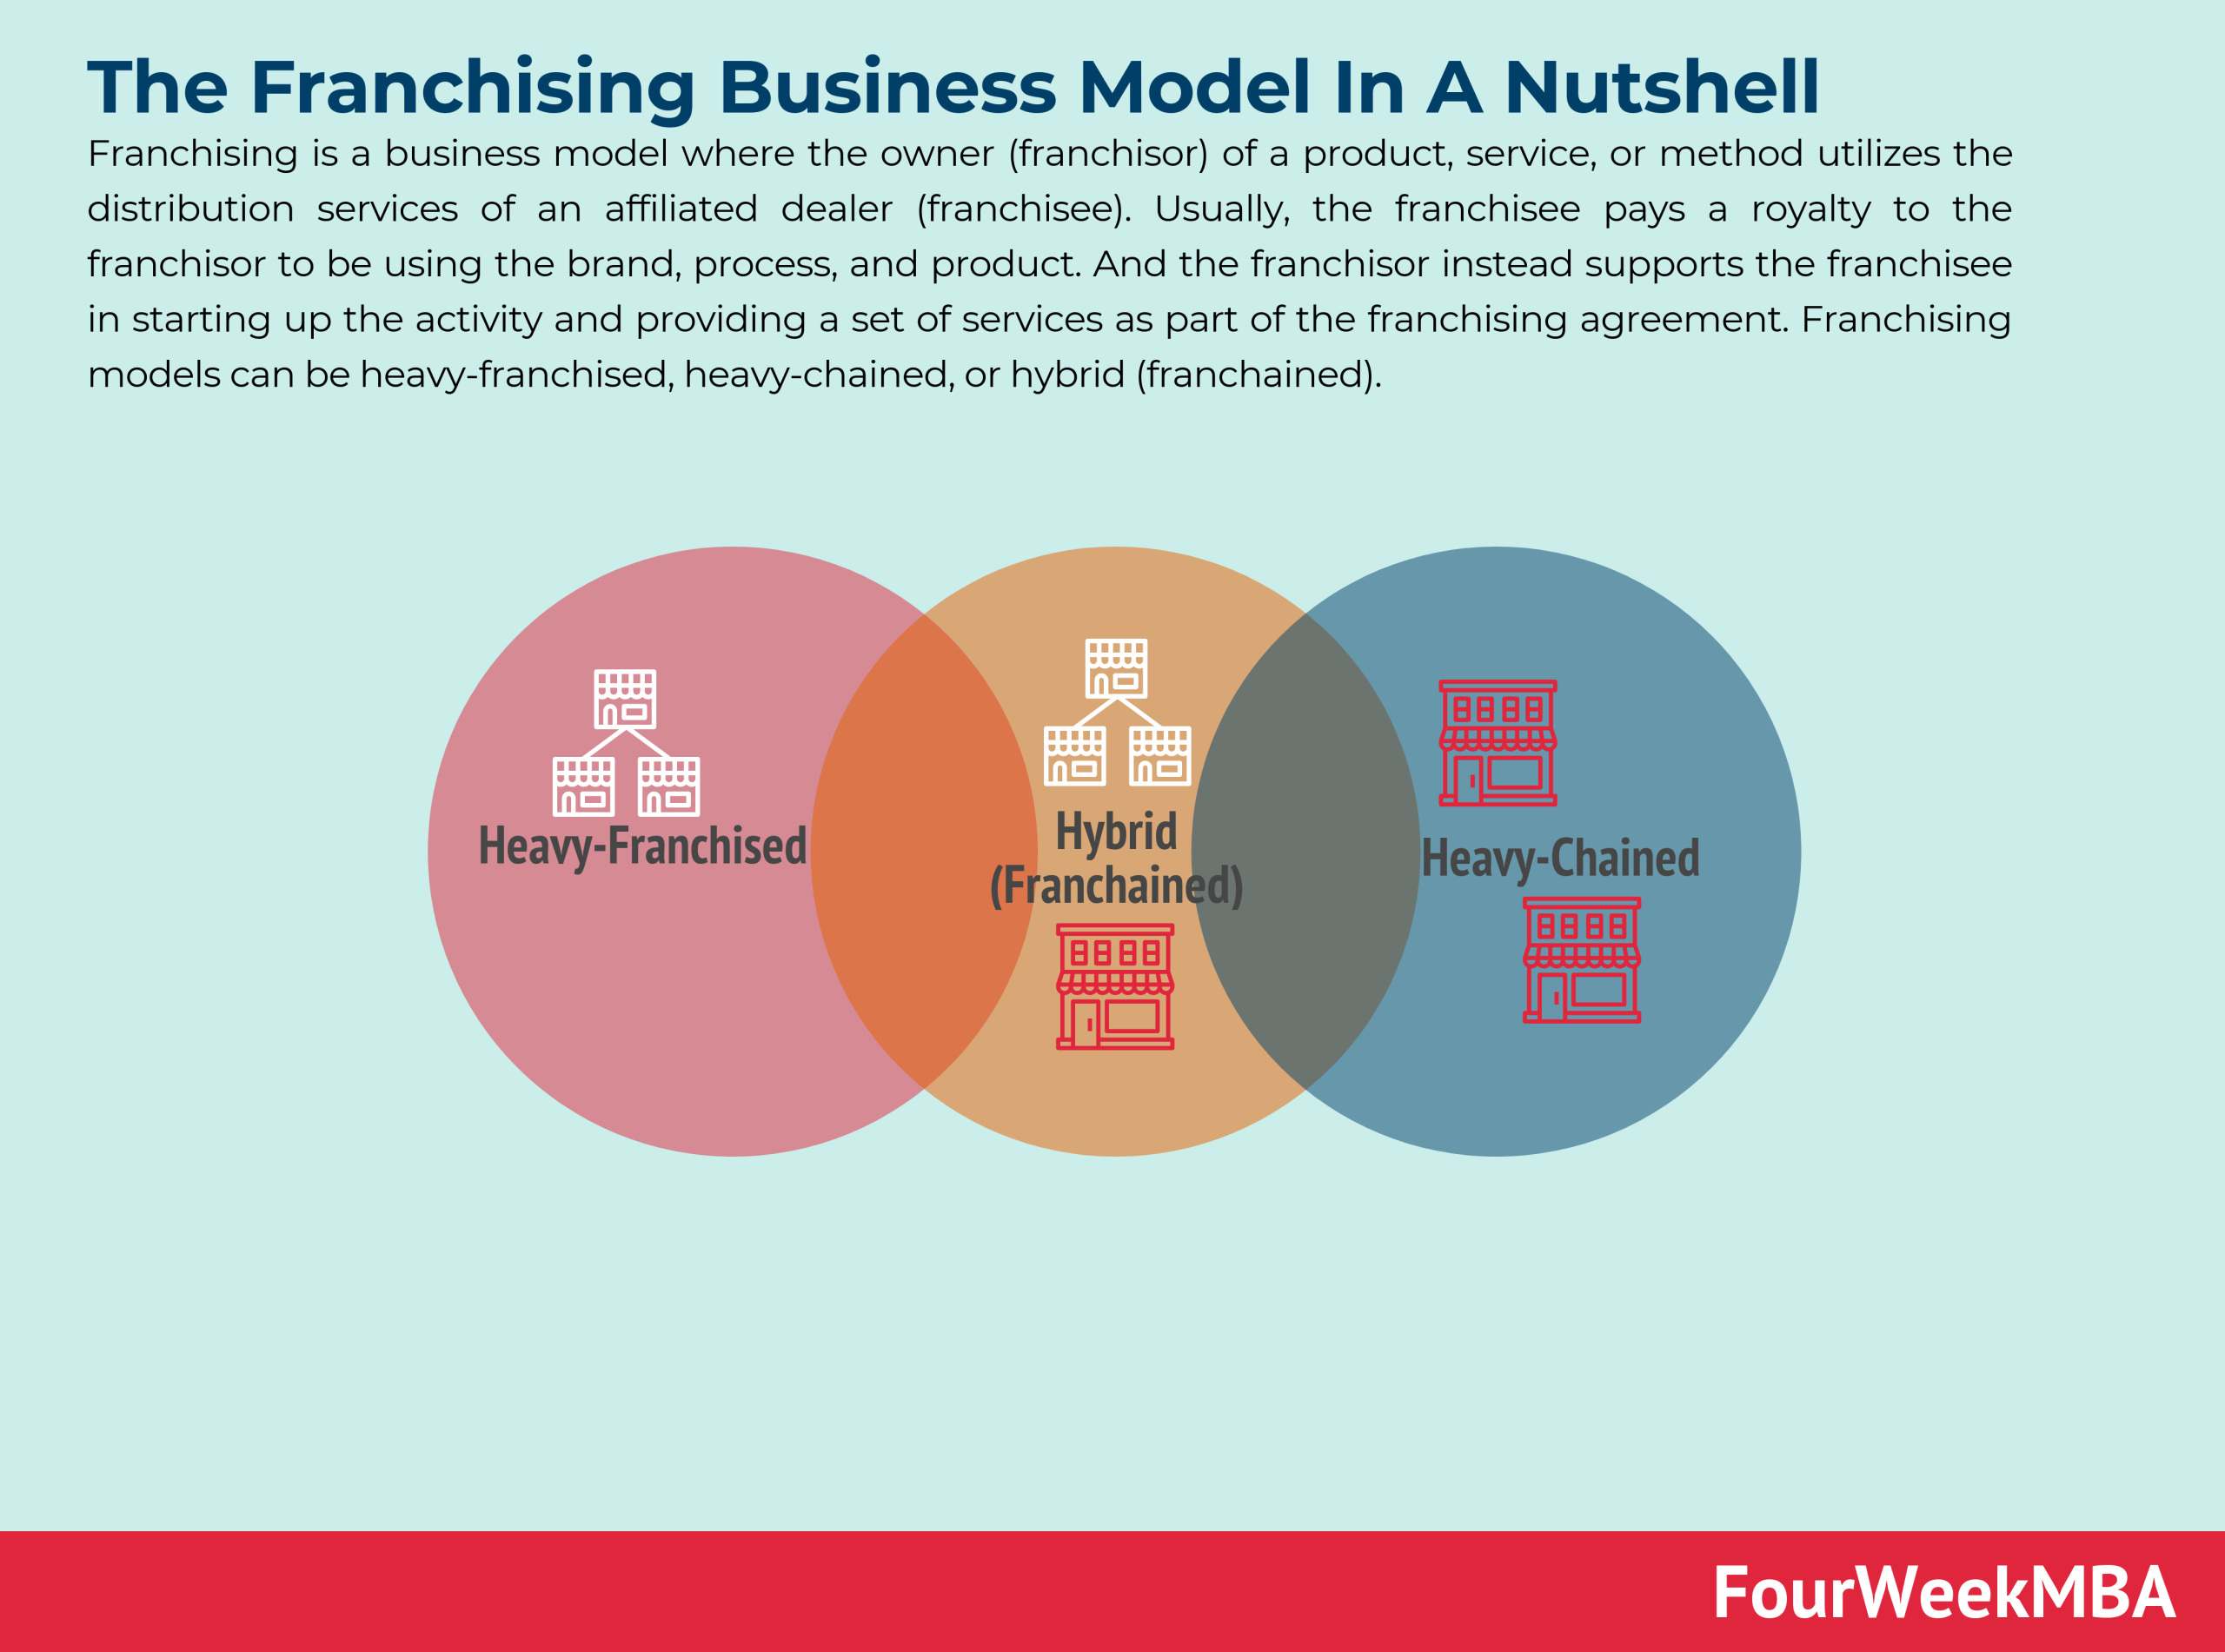 The Franchising Business Model In A Nutshell
Franchising is a business model where the owner (franchisor) of a product, service, or method utilizes the
distribution services of an affiliated dealer (franchisee). Usually, the franchisee pays a royalty to the
franchisor to be using the brand, process, and product. And the franchisor instead supports the franchisee
in starting up the activity and providing a set of services as part of the franchising agreement. Franchising
models can be heavy-franchised, heavy-chained, or hybrid (franchained).
Heavy-Franchised
Hybrid
(Franchained)
Heavy-Chained
FourWeekMBA